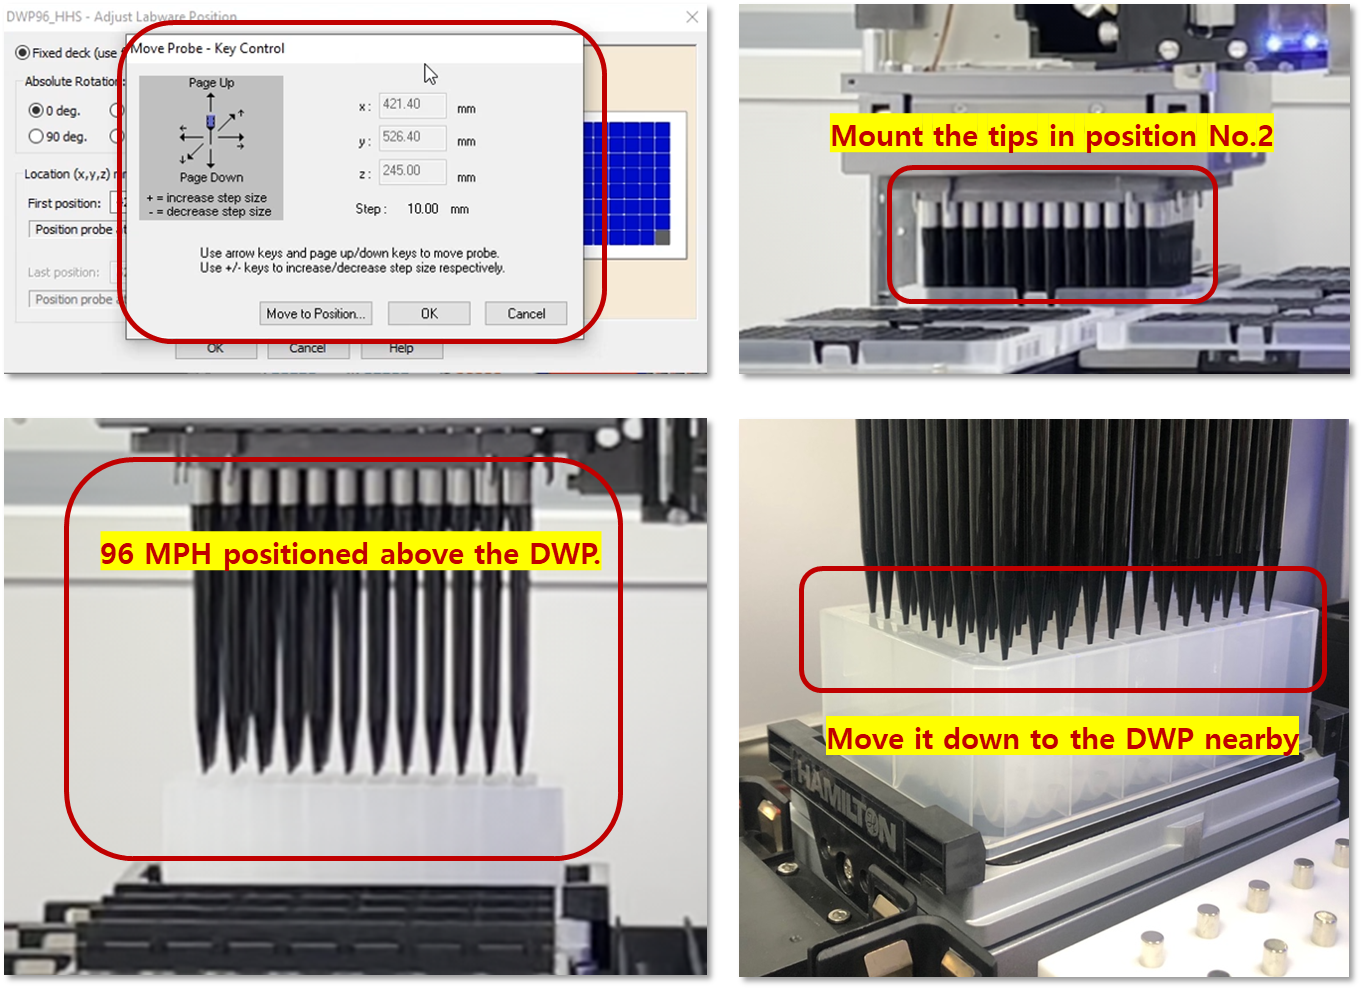 DWP96_HHS - Adjust Labware Position
Move Probe - Key Control
Fixed deck (use
Absolute Rotation:
0 deg.
90 deg.
Location (x,y,z)
First position:
Position probe
Last position:
Position probe
Page Up
Page Down
+ = increase step size
- = decrease step size
x : 421.40 mm
y : 526.40 mm
z : 245.00 mm
Step : 10.00 mm
Use arrow keys and page up/down keys to move probe.
Use +/- keys to increase/decrease step size respectively.
Move to Position...
OK
Cancel
OK
Cancel
Help
Mount the tips in position No.2
96 MPH positioned above the DWP.
Move it down to the DWP nearby
HAMILTON